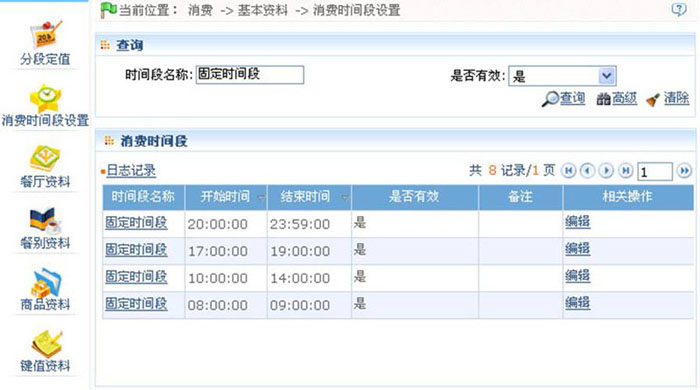 当前位置： 消费 -> 基本资料 -> 消费时间段设置
分段定值
消费时间段设置
餐厅资料
餐别资料
商品资料
键值资料
查询
时间段名称: 固定时间段 是否有效: 是
查询 高级 清除
消费时间段
日志记录 共 8 记录/1 页 1
时间段名称 开始时间 结束时间 是否有效 备注 相关操作
固定时间段 20:00:00 23:59:00 是 编辑
固定时间段 17:00:00 19:00:00 是 编辑
固定时间段 10:00:00 14:00:00 是 编辑
固定时间段 08:00:00 09:00:00 是 编辑